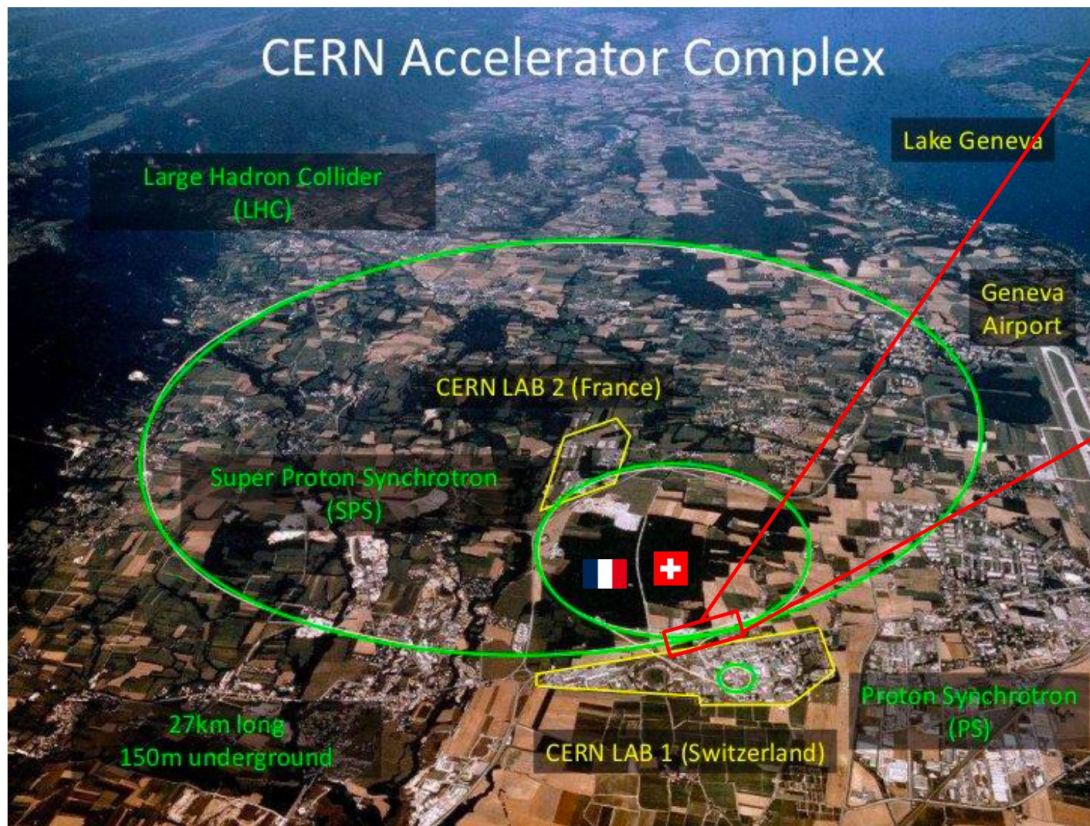 CERN Accelerator Complex
Lake Geneva
Large Hadron Collider
(LHC)
Geneva
Airport
CERN LAB 2 (France)
Super Proton Synchrotron
(SPS)
Proton Synchrotron
(PS)
27km long
150m underground
CERN LAB 1 (Switzerland)